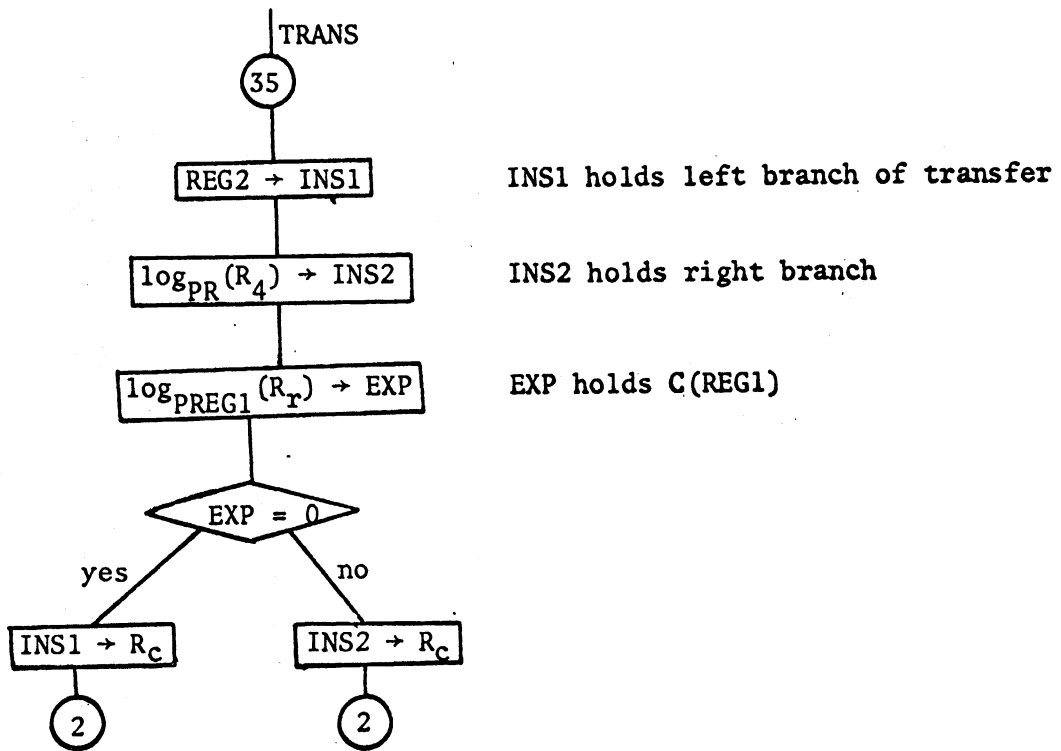 TRANS
35
REG2 → INS1 INS1 holds left branch of transfer
log_PR(R_4) → INS2 INS2 holds right branch
log_PREG1(R_r) → EXP EXP holds C(REG1)
EXP = 0
yes no
INS1 → R_c INS2 → R_c
2 2